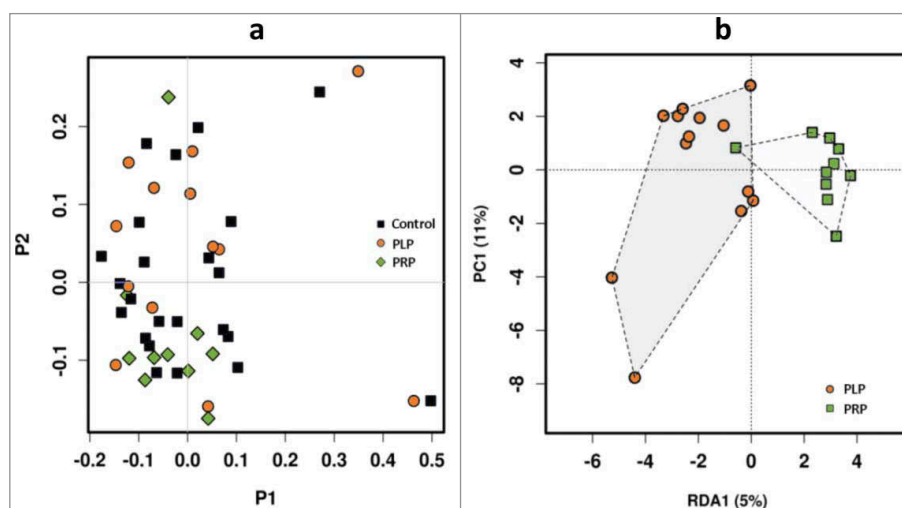 a
0.2
0.1
0.0
-0.1
P2
Control
PLP
PRP
-0.2 -0.1 0.0 0.1 0.2 0.3 0.4 0.5
P1
b
4
2
0
-2
-4
-6
-8
PC1 (11%)
PLP
PRP
-6 -4 -2 0 2 4
RDA1 (5%)